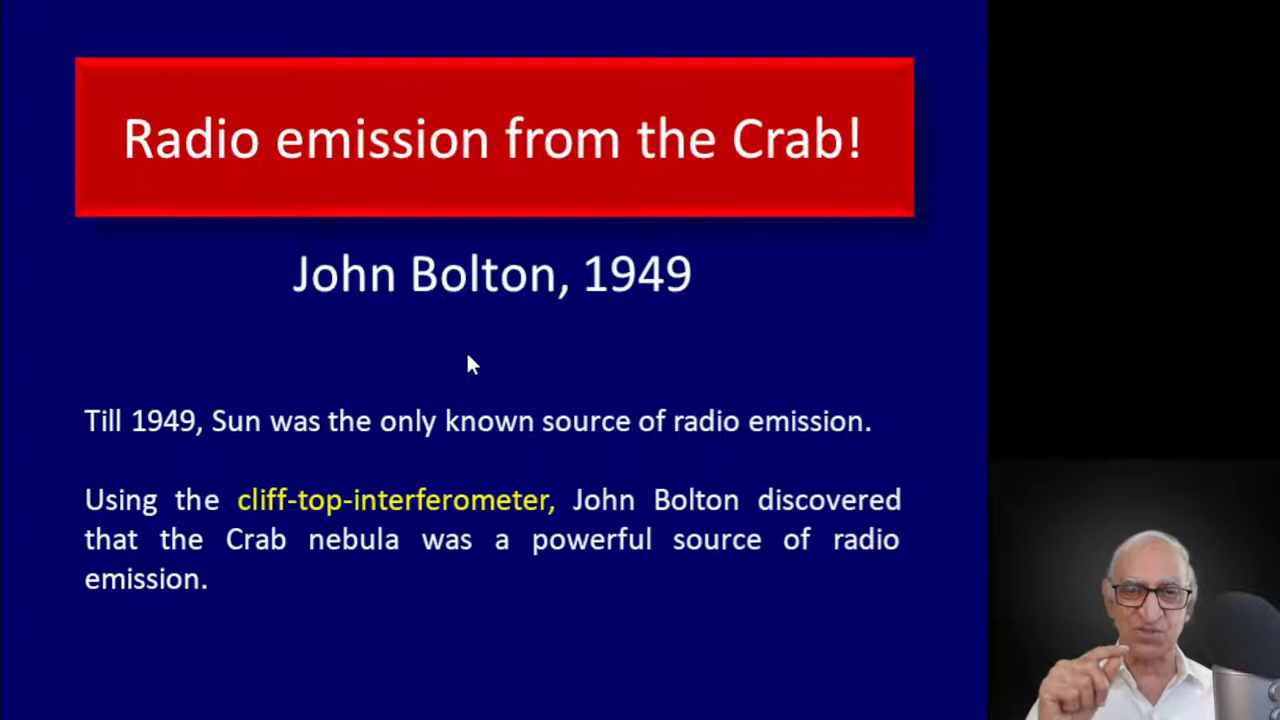 Radio emission from the Crab!
John Bolton, 1949
Till 1949, Sun was the only known source of radio emission.
Using the cliff-top-interferometer, John Bolton discovered
that the Crab nebula was a powerful source of radio
emission.